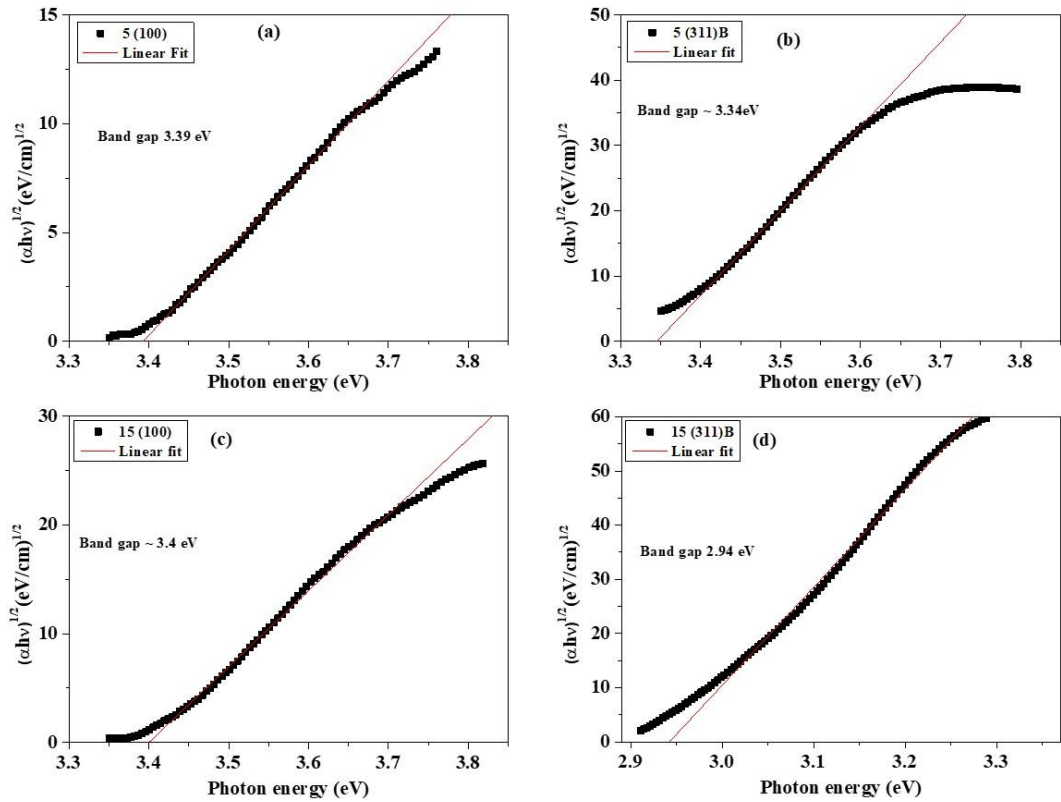 5 (100)
Linear Fit
(a)
Band gap 3.39 eV
(αhν)^1/2(eV/cm)^1/2
15
10
5
0
3.3 3.4 3.5 3.6 3.7 3.8
Photon energy (eV)
5 (311)B
Linear fit
(b)
Band gap ~ 3.34eV
(αhν)^1/2(eV/cm)^1/2
50
40
30
20
10
0
3.3 3.4 3.5 3.6 3.7 3.8
Photon energy (eV)
15 (100)
Linear fit
(c)
Band gap ~ 3.4 eV
(αhν)^1/2(eV/cm)^1/2
30
20
10
0
3.3 3.4 3.5 3.6 3.7 3.8
Photon energy (eV)
15 (311)B
Linear fit
(d)
Band gap 2.94 eV
(αhν)^1/2(eV/cm)^1/2
60
50
40
30
20
10
0
2.9 3.0 3.1 3.2 3.3
Photon energy (eV)